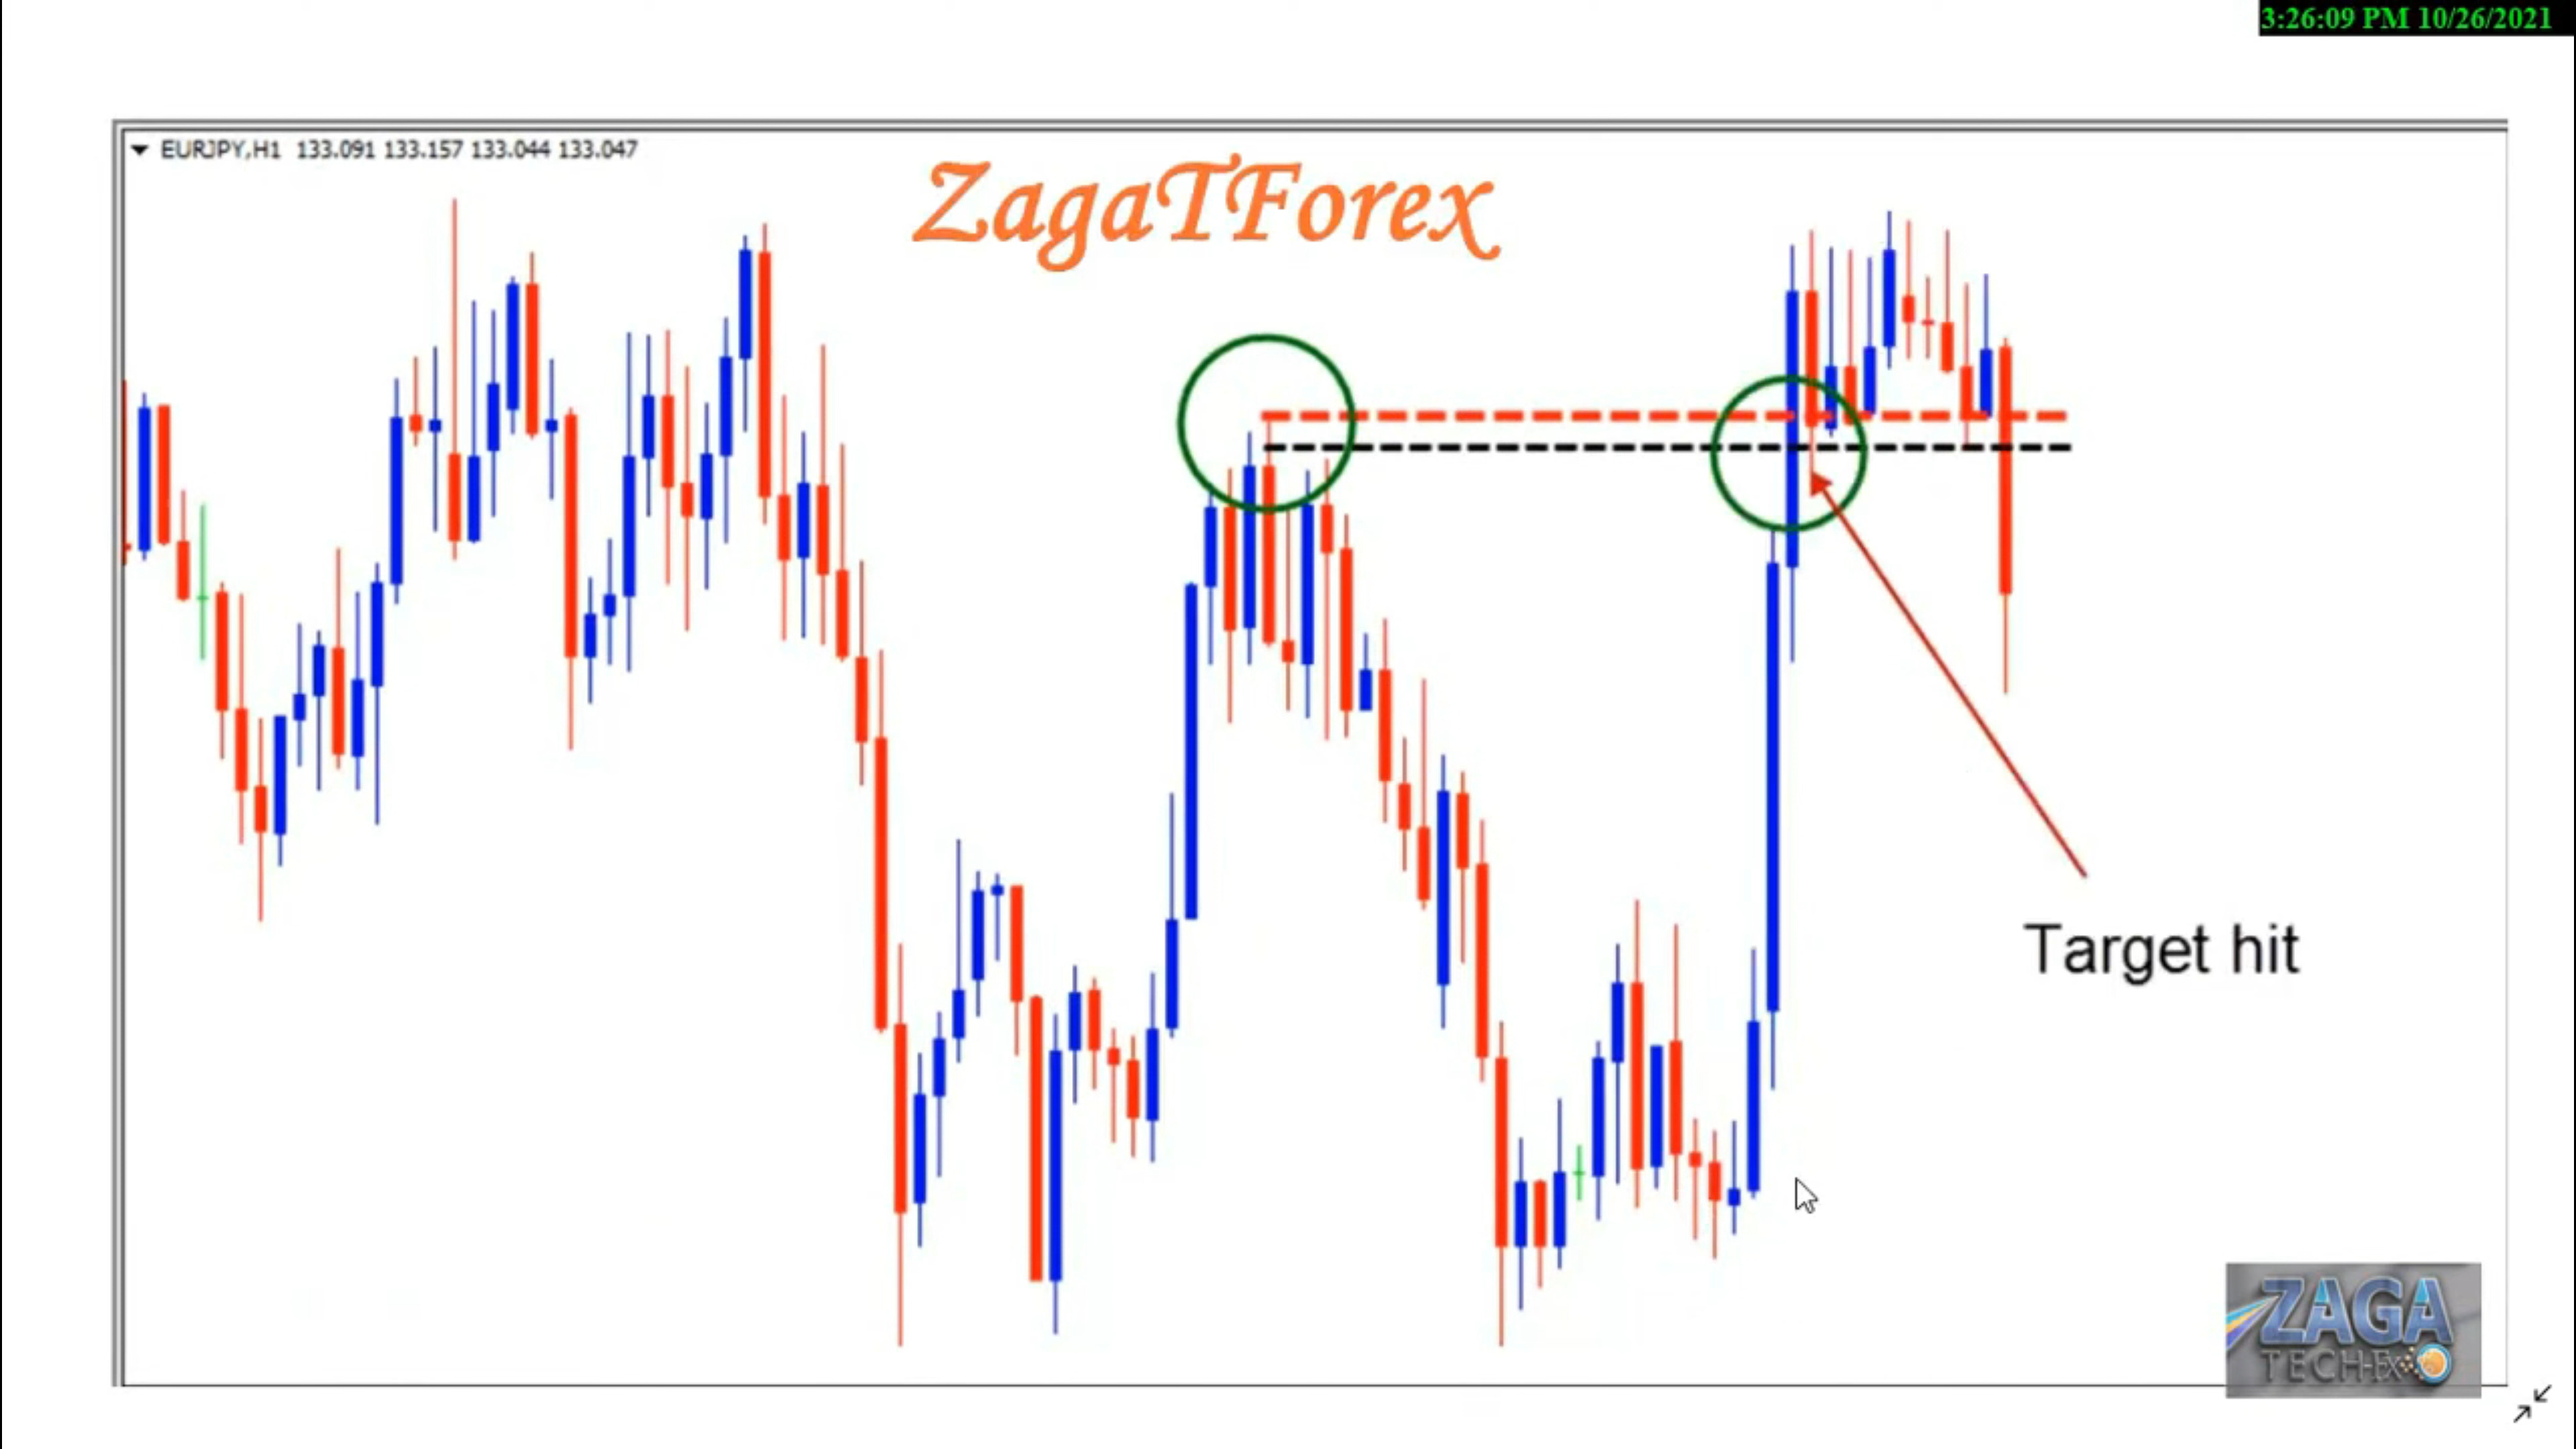 3:26:09 PM 10/26/2021
EURJPY,H1 133.091 133.157 133.044 133.047
ZagaTForex
Target hit
ZAGA
TECH-Ex